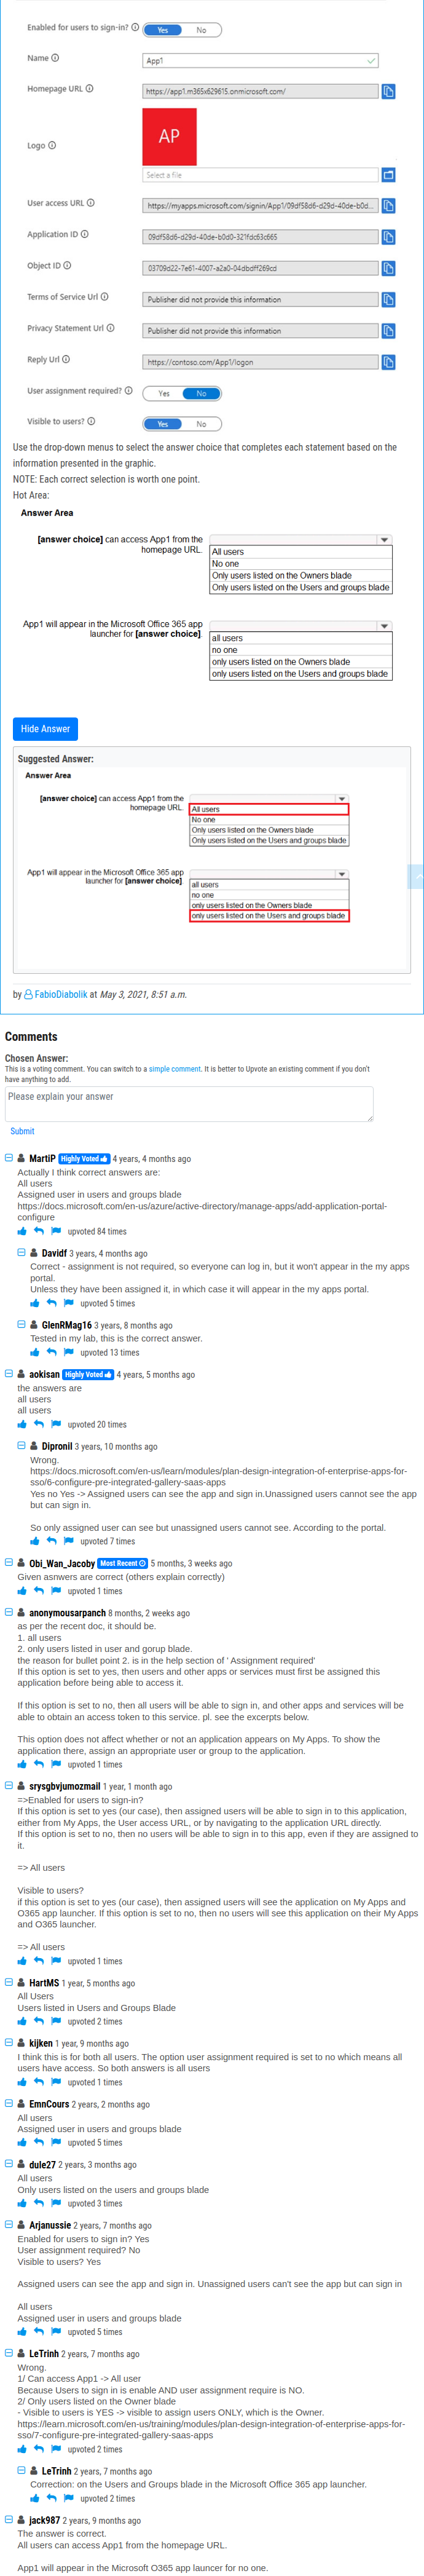 Enabled for users to sign-in? Yes No
Name App1
Homepage URL https://app1.m365x629615.onmicrosoft.com/
AP
Logo
Select a file
User access URL https://myapps.microsoft.com/signin/App1/09df58d6-d29d-40de-b0d...
Application ID 09df58d6-d29d-40de-b0d0-321fdc63c665
Object ID 03709d22-7e61-4007-a2a0-04dbdff269cd
Terms of Service Url Publisher did not provide this information
Privacy Statement Url Publisher did not provide this information
Reply Url https://contoso.com/App1/logon
User assignment required? Yes No
Visible to users? Yes No
Use the drop-down menus to select the answer choice that completes each statement based on the
information presented in the graphic.
NOTE: Each correct selection is worth one point.
Hot Area:
Answer Area
[answer choice] can access App1 from the
homepage URL.
All users
No one
Only users listed on the Owners blade
Only users listed on the Users and groups blade
App1 will appear in the Microsoft Office 365 app
launcher for [answer choice].
all users
no one
only users listed on the Owners blade
only users listed on the Users and groups blade
Hide Answer
Suggested Answer:
Answer Area
[answer choice] can access App1 from the
homepage URL.
All users
No one
Only users listed on the Owners blade
Only users listed on the Users and groups blade
App1 will appear in the Microsoft Office 365 app
launcher for [answer choice].
all users
no one
only users listed on the Owners blade
only users listed on the Users and groups blade
by FabioDiabolik at May 3, 2021, 8:51 a.m.
Comments
Chosen Answer:
This is a voting comment. You can switch to a simple comment. It is better to Upvote an existing comment if you don't
have anything to add.
Please explain your answer
Submit
MartiP Highly Voted 4 years, 4 months ago
Actually I think correct answers are:
All users
Assigned user in users and groups blade
https://docs.microsoft.com/en-us/azure/active-directory/manage-apps/add-application-portal-
configure
upvoted 84 times
Davidf 3 years, 4 months ago
Correct - assignment is not required, so everyone can log in, but it won't appear in the my apps
portal.
Unless they have been assigned it, in which case it will appear in the my apps portal.
upvoted 5 times
GlenRMag16 3 years, 8 months ago
Tested in my lab, this is the correct answer.
upvoted 13 times
aokisan Highly Voted 4 years, 5 months ago
the answers are
all users
all users
upvoted 20 times
Dipronil 3 years, 10 months ago
Wrong.
https://docs.microsoft.com/en-us/learn/modules/plan-design-integration-of-enterprise-apps-for-
sso/6-configure-pre-integrated-gallery-saas-apps
Yes no Yes -> Assigned users can see the app and sign in.Unassigned users cannot see the app
but can sign in.
So only assigned user can see but unassigned users cannot see. According to the portal.
upvoted 7 times
Obi_Wan_Jacoby Most Recent 5 months, 3 weeks ago
Given asnwers are correct (others explain correctly)
upvoted 1 times
anonymousarpanch 8 months, 2 weeks ago
as per the recent doc, it should be.
1. all users
2. only users listed in user and gorup blade.
the reason for bullet point 2. is in the help section of ' Assignment required'
If this option is set to yes, then users and other apps or services must first be assigned this
application before being able to access it.
If this option is set to no, then all users will be able to sign in, and other apps and services will be
able to obtain an access token to this service. pl. see the excerpts below.
This option does not affect whether or not an application appears on My Apps. To show the
application there, assign an appropriate user or group to the application.
upvoted 1 times
srysgbvjumozmail 1 year, 1 month ago
=>Enabled for users to sign-in?
If this option is set to yes (our case), then assigned users will be able to sign in to this application,
either from My Apps, the User access URL, or by navigating to the application URL directly.
If this option is set to no, then no users will be able to sign in to this app, even if they are assigned to
it.
=> All users
Visible to users?
if this option is set to yes (our case), then assigned users will see the application on My Apps and
O365 app launcher. If this option is set to no, then no users will see this application on their My Apps
and O365 launcher.
=> All users
upvoted 1 times
HartMS 1 year, 5 months ago
All Users
Users listed in Users and Groups Blade
upvoted 2 times
kijken 1 year, 9 months ago
I think this is for both all users. The option user assignment required is set to no which means all
users have access. So both answers is all users
upvoted 1 times
EmnCours 2 years, 2 months ago
All users
Assigned user in users and groups blade
upvoted 5 times
dule27 2 years, 3 months ago
All users
Only users listed on the users and groups blade
upvoted 3 times
Arjanussie 2 years, 7 months ago
Enabled for users to sign in? Yes
User assignment required? No
Visible to users? Yes
Assigned users can see the app and sign in. Unassigned users can't see the app but can sign in
All users
Assigned user in users and groups blade
upvoted 5 times
LeTrinh 2 years, 7 months ago
Wrong.
1/ Can access App1 -> All user
Because Users to sign in is enable AND user assignment require is NO.
2/ Only users listed on the Owner blade
- Visible to users is YES -> visible to assign users ONLY, which is the Owner.
https://learn.microsoft.com/en-us/training/modules/plan-design-integration-of-enterprise-apps-for-
sso/7-configure-pre-integrated-gallery-saas-apps
upvoted 2 times
LeTrinh 2 years, 7 months ago
Correction: on the Users and Groups blade in the Microsoft Office 365 app launcher.
upvoted 2 times
jack987 2 years, 9 months ago
The answer is correct.
All users can access App1 from the homepage URL.
App1 will appear in the Microsoft O365 app launcer for no one.